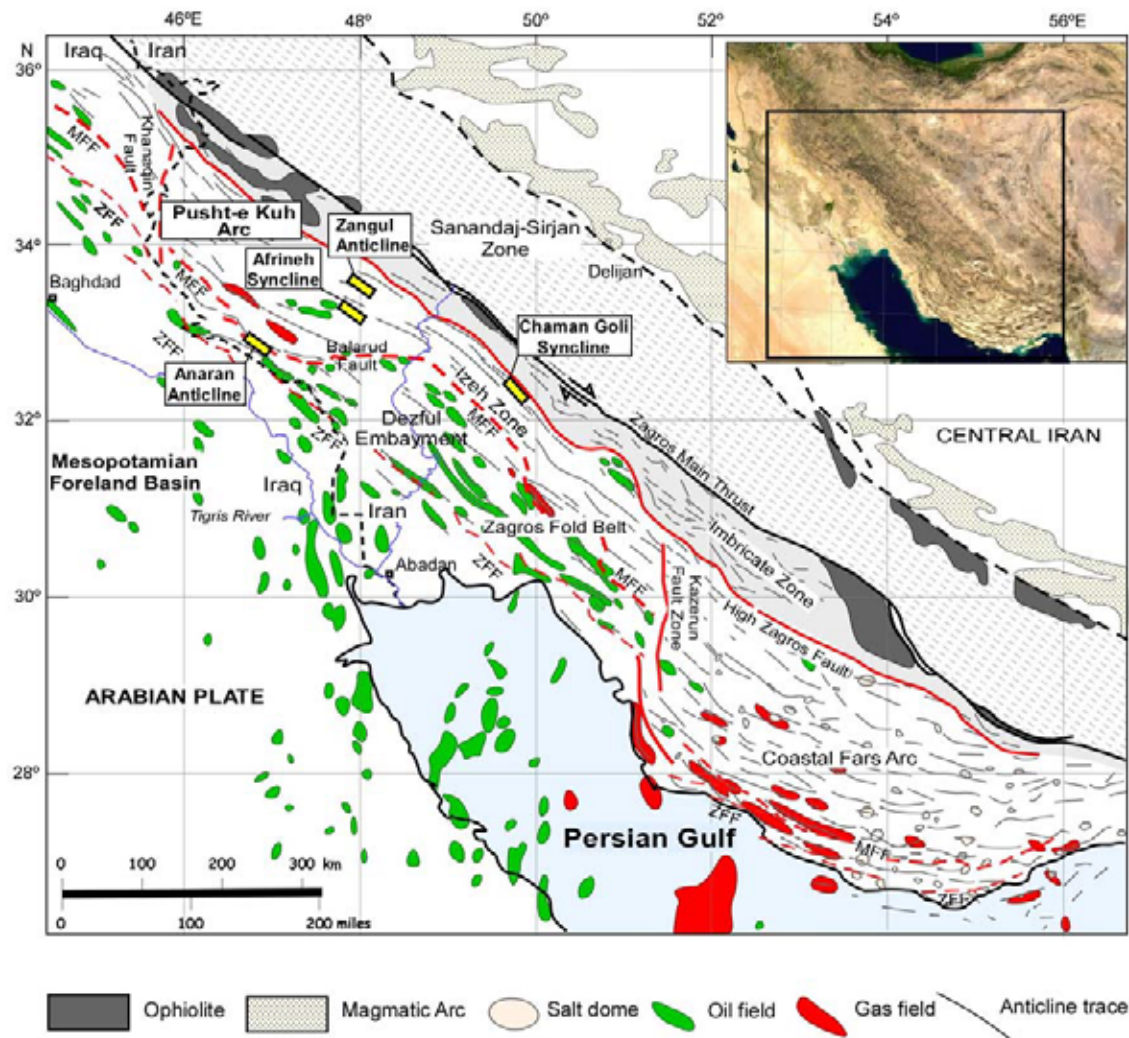 46°E
48°
50°
52°
54°
56°E
N
36°
34°
32°
30°
28°
Iraq
Iran
MFF
Khanaqin
Fault
ZFF
Pusht-e Kuh
Arc
Zangul
Anticline
Afrineh
Syncline
Sanandaj-Sirjan
Zone
Delijan
Baghdad
MFF
ZFF
Chaman Goli
Syncline
Balarud
Fault
Anaran
Anticline
Izeh Zone
MFF
Dezful
Embayment
ZFF
Zagros Main Thrust
CENTRAL IRAN
Mesopotamian
Foreland Basin
Iraq
Iran
Tigris River
Zagros Fold Belt
Imbricate Zone
ZFF
Abadan
MFF
Kazerun
Fault Zone
High Zagros Fault
ARABIAN PLATE
Coastal Fars Arc
ZFF
Persian Gulf
MFF
ZFF
0 100 200 300 km
0 100 200 miles
Ophiolite
Magmatic Arc
Salt dome
Oil field
Gas field
Anticline trace